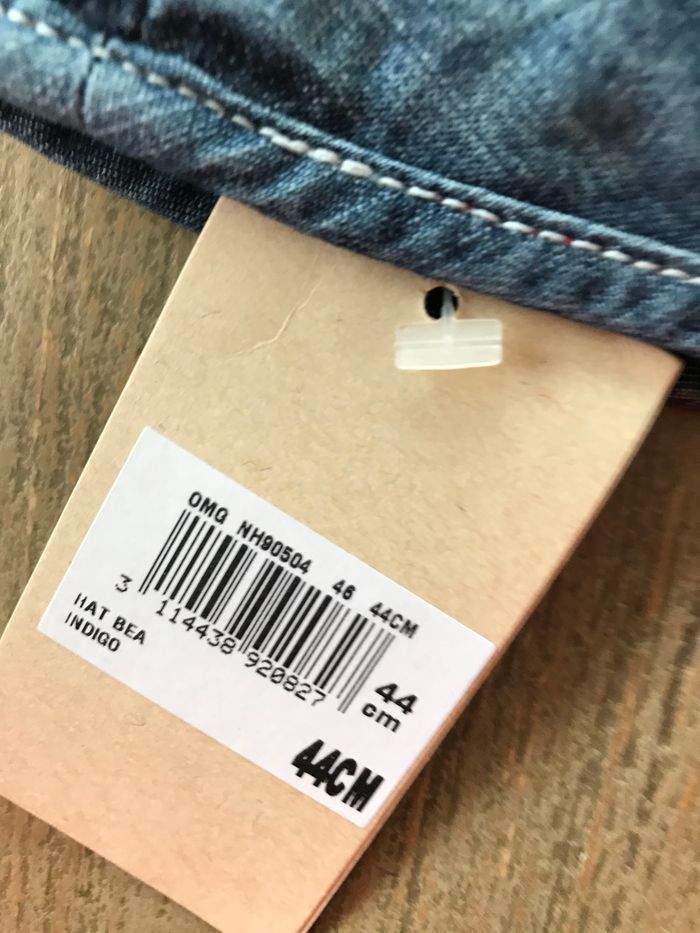 OMG NH90504 46 44CM
3 114438 920827
HAT BEA
INDIGO
44
cm
44CM